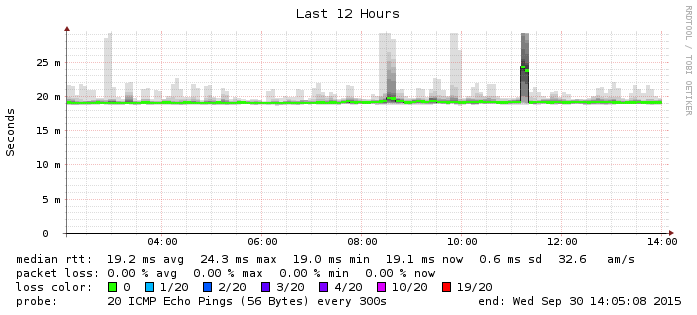 Last 12 Hours
RRDTOOL / TOBI OETIKER
Seconds
25 m
20 m
15 m
10 m
5 m
0
04:00 06:00 08:00 10:00 12:00 14:00
median rtt: 19.2 ms avg 24.3 ms max 19.0 ms min 19.1 ms now 0.6 ms sd 32.6 am/s
packet loss: 0.00 % avg 0.00 % max 0.00 % min 0.00 % now
loss color: 0 1/20 2/20 3/20 4/20 10/20 19/20
probe: 20 ICMP Echo Pings (56 Bytes) every 300s end: Wed Sep 30 14:05:08 2015